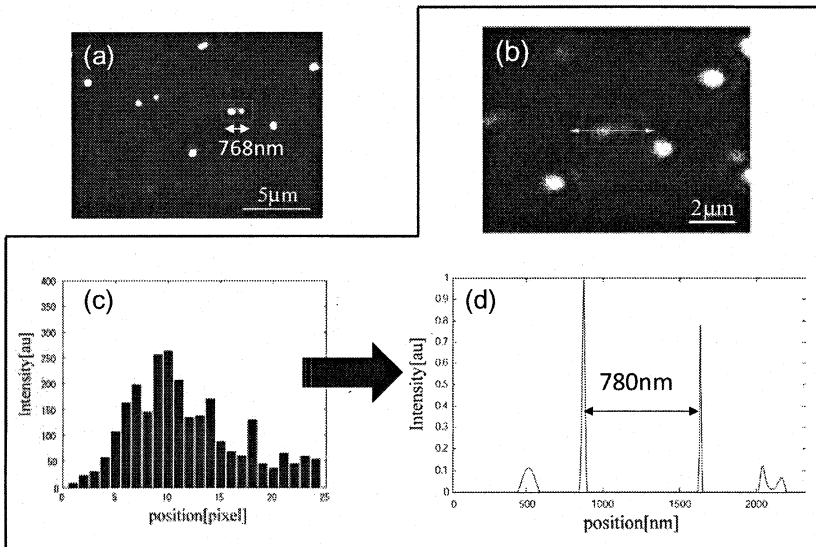 (a)
768nm
5μm
(b)
2μm
(c)
400
350
300
250
200
150
100
50
0
0 5 10 15 20 25
Intensity[au]
position[pixel]
(d)
1
0.9
0.8
0.7
0.6
0.5
0.4
0.3
0.2
0.1
0
0 500 1000 1500 2000
780nm
Intensity[au]
position[nm]